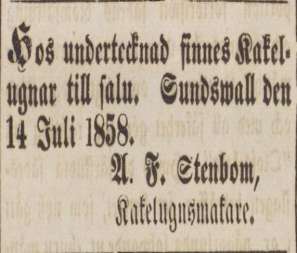 Hos undertecknad finnes Kakel-
ugnar till salu. Sundswall den
14 Juli 1858.
A. F. Stenbom,
Kakelugnsmakare.